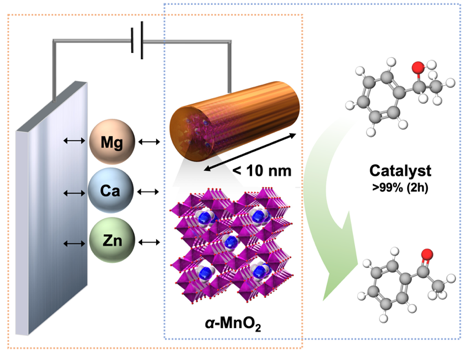 Mg
Ca
Zn
< 10 nm
α-MnO₂
Catalyst
>99% (2h)